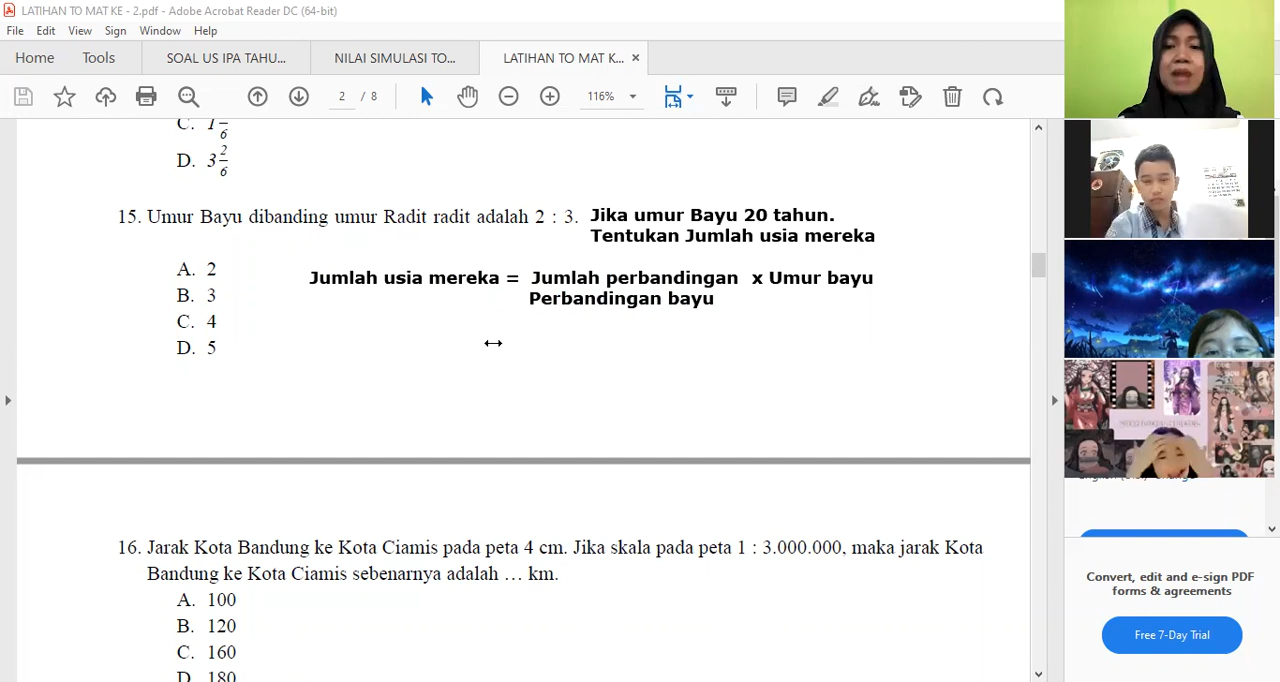 LATIHAN TO MAT KE - 2.pdf - Adobe Acrobat Reader DC (64-bit)
File Edit View Sign Window Help
Home Tools SOAL US IPA TAHU... NILAI SIMULASI TO... LATIHAN TO MAT K... ×
2 / 8 116%
C. 1 – 6
D. 3 2/6
15. Umur Bayu dibanding umur Radit radit adalah 2 : 3. Jika umur Bayu 20 tahun.
Tentukan Jumlah usia mereka
A. 2
Jumlah usia mereka = Jumlah perbandingan x Umur bayu
B. 3
Perbandingan bayu
C. 4
D. 5
16. Jarak Kota Bandung ke Kota Ciamis pada peta 4 cm. Jika skala pada peta 1 : 3.000.000, maka jarak Kota
Bandung ke Kota Ciamis sebenarnya adalah … km.
A. 100
B. 120
C. 160
D. 180
Convert, edit and e-sign PDF
forms & agreements
Free 7-Day Trial